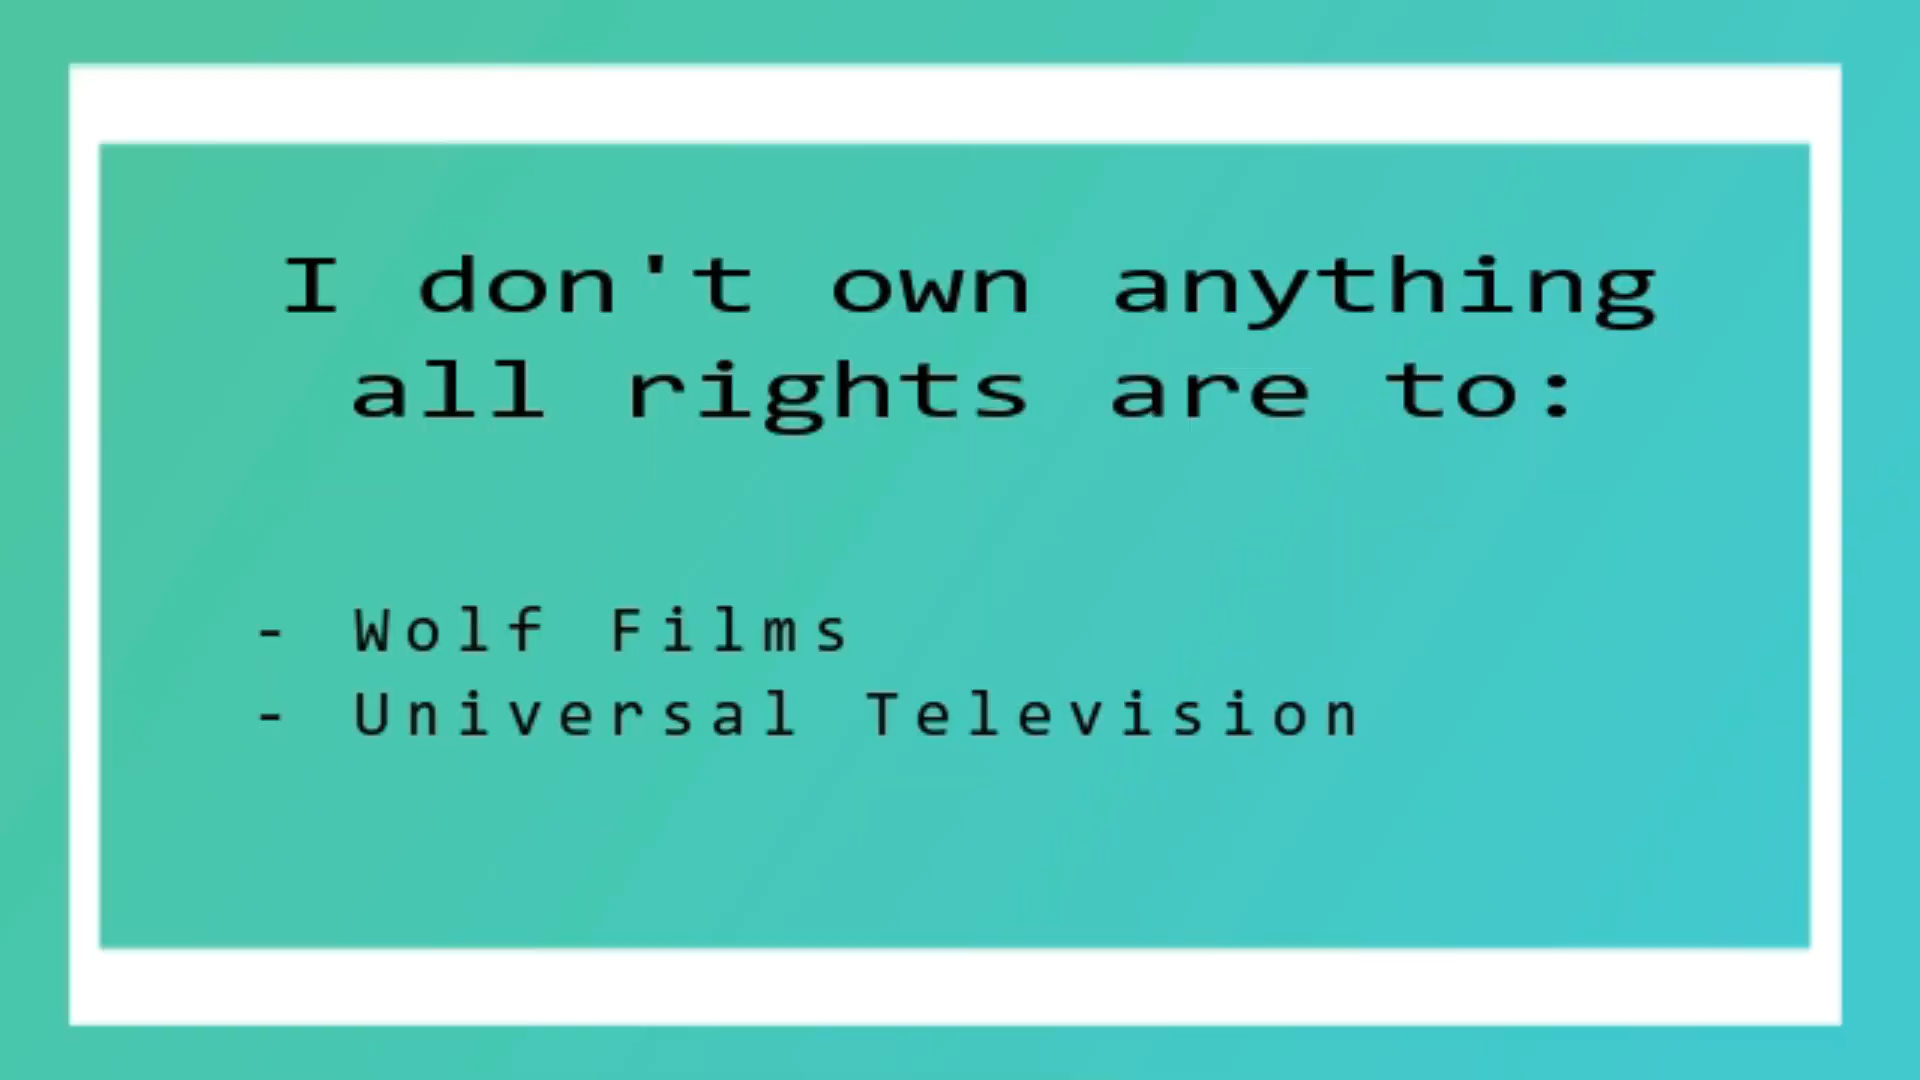 I don't own anything
all rights are to:
- Wolf Films
- Universal Television